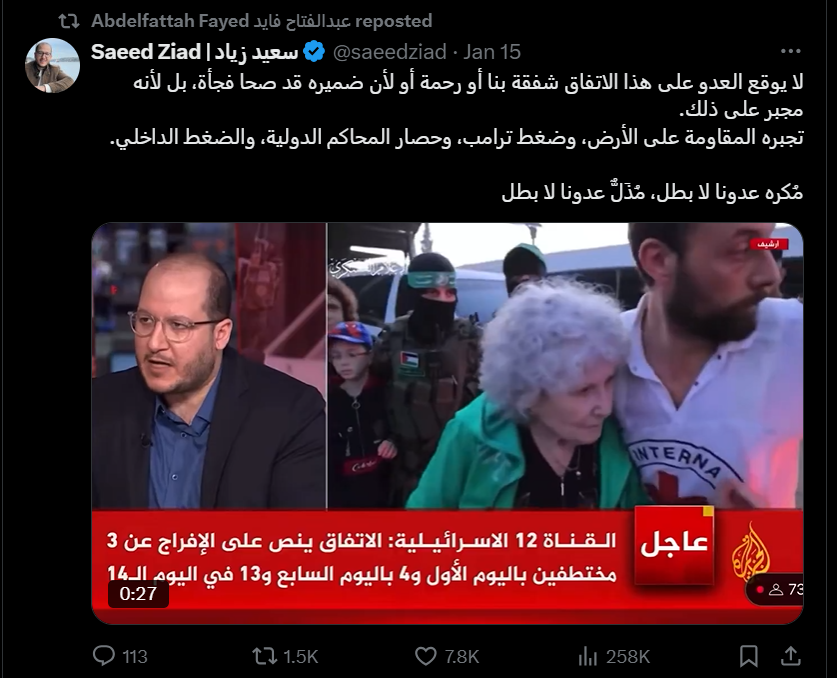 Abdelfattah Fayed عبدالفتاح فايد reposted
Saeed Ziad | سعيد زياد @saeedziad · Jan 15
لا يوقع العدو على هذا الاتفاق شفقة بنا أو رحمة أو لأن ضميره قد صحا فجأة، بل لأنه
مجبر على ذلك.
تجبره المقاومة على الأرض، وضغط ترامب، وحصار المحاكم الدولية، والضغط الداخلي.
مُكره عدونا لا بطل، مُذَلٌّ عدونا لا بطل
أرشيف
INTERNA
عاجل
القناة 12 الاسرائيلية: الاتفاق ينص على الإفراج عن 3
مختطفين باليوم الأول و4 باليوم السابع و13 في اليوم الـ14
الجزيرة
0:27
73
113 1.5K 7.8K 258K